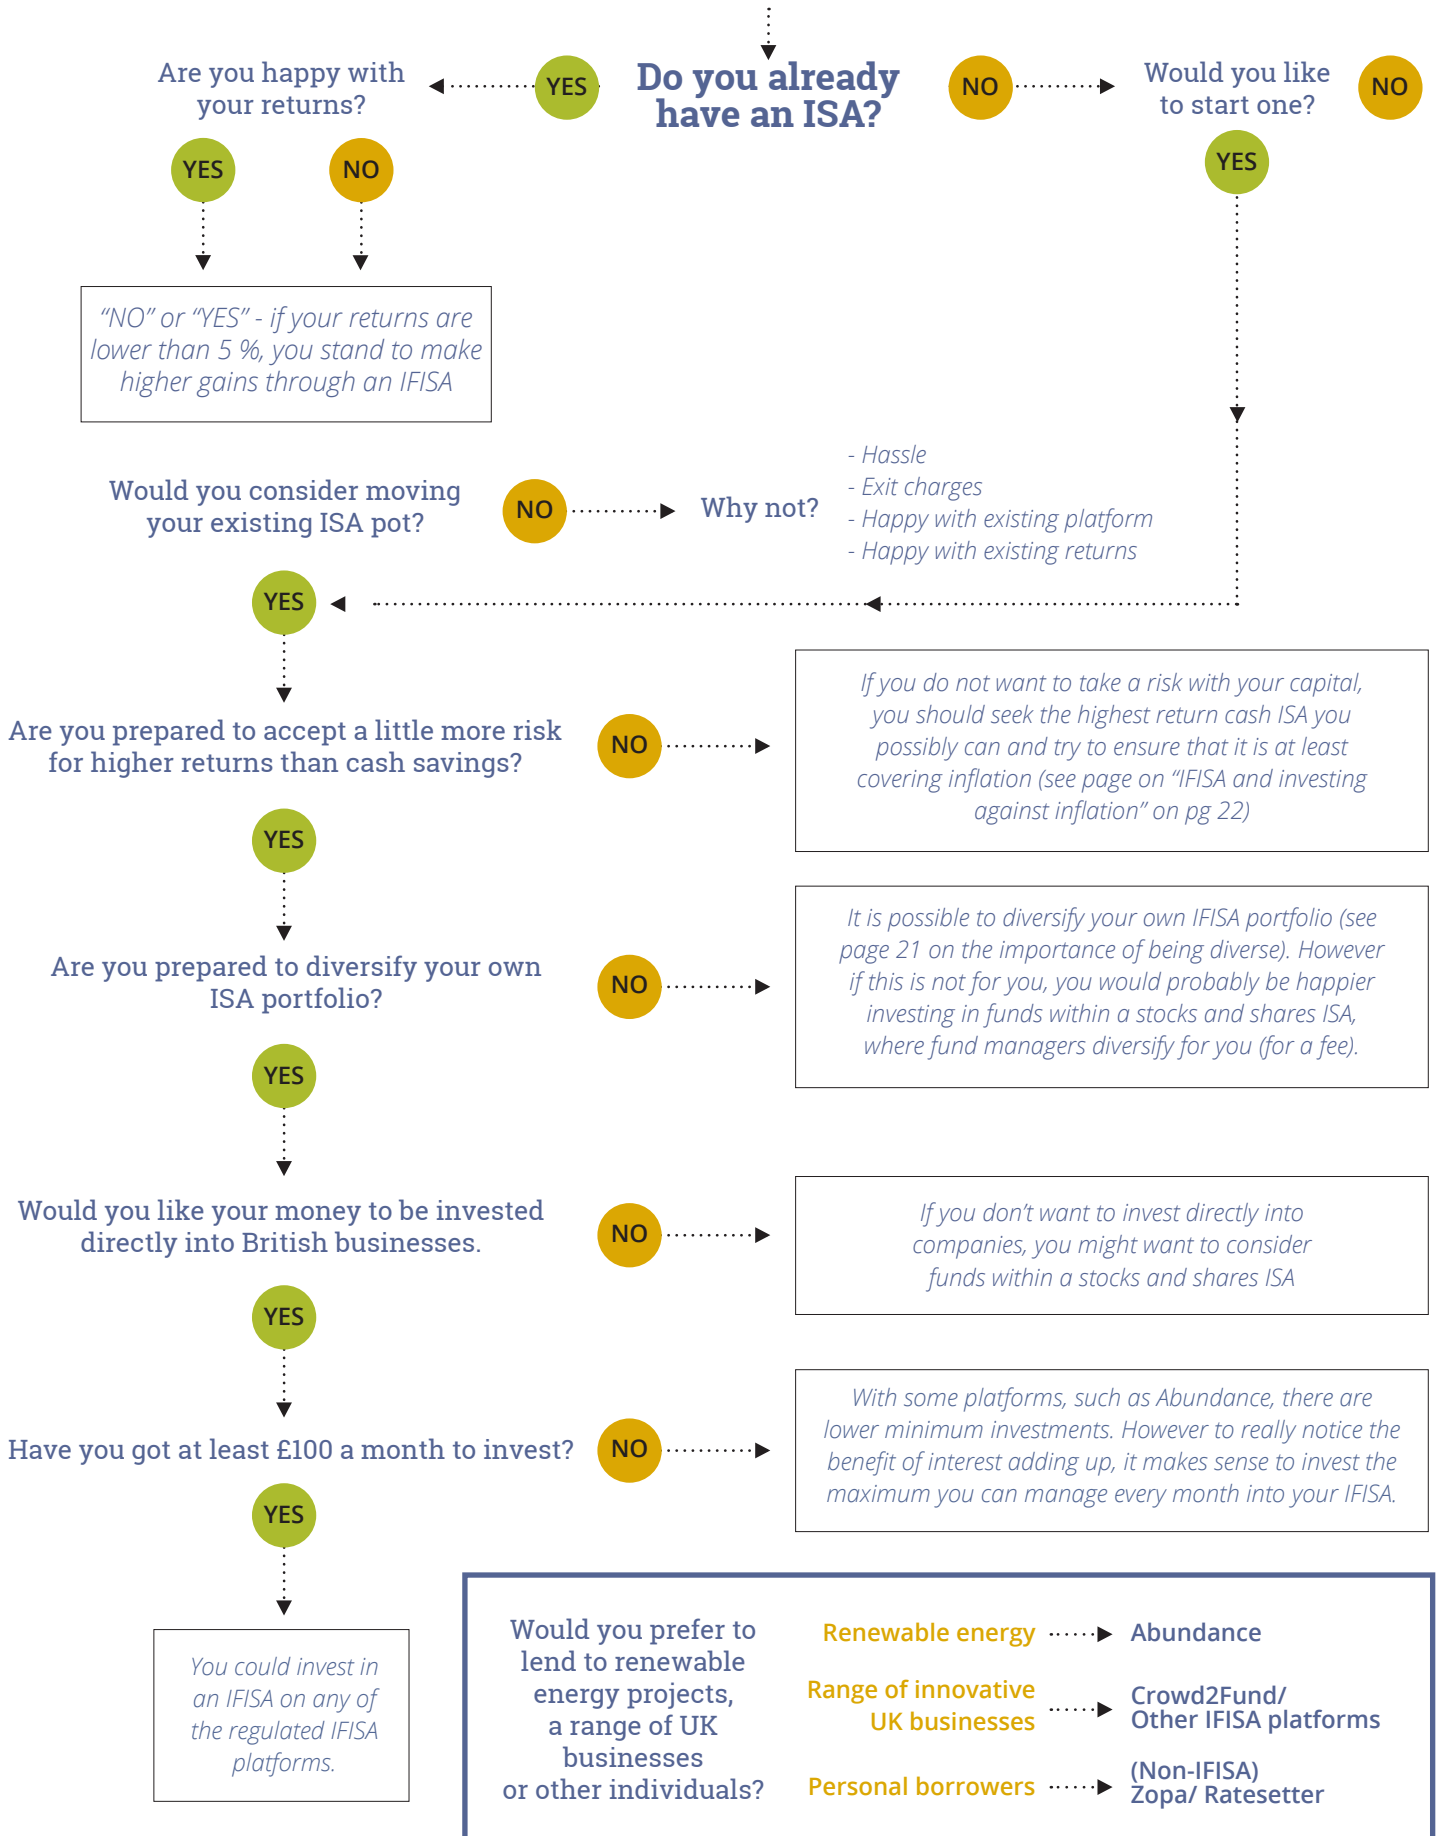 Do you already
have an ISA?
YES
Are you happy with
your returns?
NO
Would you like
to start one?
NO
YES
YES
NO
“NO” or “YES” - if your returns are
lower than 5 %, you stand to make
higher gains through an IFISA
Would you consider moving
your existing ISA pot?
NO
Why not?
- Hassle
- Exit charges
- Happy with existing platform
- Happy with existing returns
YES
Are you prepared to accept a little more risk
for higher returns than cash savings?
NO
If you do not want to take a risk with your capital,
you should seek the highest return cash ISA you
possibly can and try to ensure that it is at least
covering inflation (see page on “IFISA and investing
against inflation” on pg 22)
YES
Are you prepared to diversify your own
ISA portfolio?
NO
It is possible to diversify your own IFISA portfolio (see
page 21 on the importance of being diverse). However
if this is not for you, you would probably be happier
investing in funds within a stocks and shares ISA,
where fund managers diversify for you (for a fee).
YES
Would you like your money to be invested
directly into British businesses.
NO
If you don’t want to invest directly into
companies, you might want to consider
funds within a stocks and shares ISA
YES
Have you got at least £100 a month to invest?
NO
With some platforms, such as Abundance, there are
lower minimum investments. However to really notice the
benefit of interest adding up, it makes sense to invest the
maximum you can manage every month into your IFISA.
YES
You could invest in
an IFISA on any of
the regulated IFISA
platforms.
Would you prefer to
lend to renewable
energy projects,
a range of UK
businesses
or other individuals?
Renewable energy
Abundance
Range of innovative
UK businesses
Crowd2Fund/
Other IFISA platforms
Personal borrowers
(Non-IFISA)
Zopa/ Ratesetter